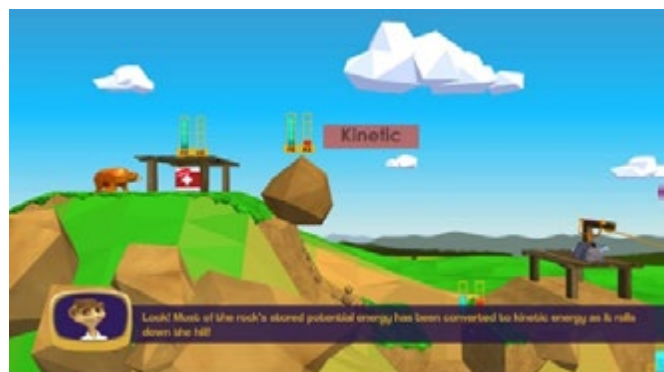 Kinetic
Look! Most of the rock's stored potential energy has been converted to kinetic energy as it rolls
down the hill!